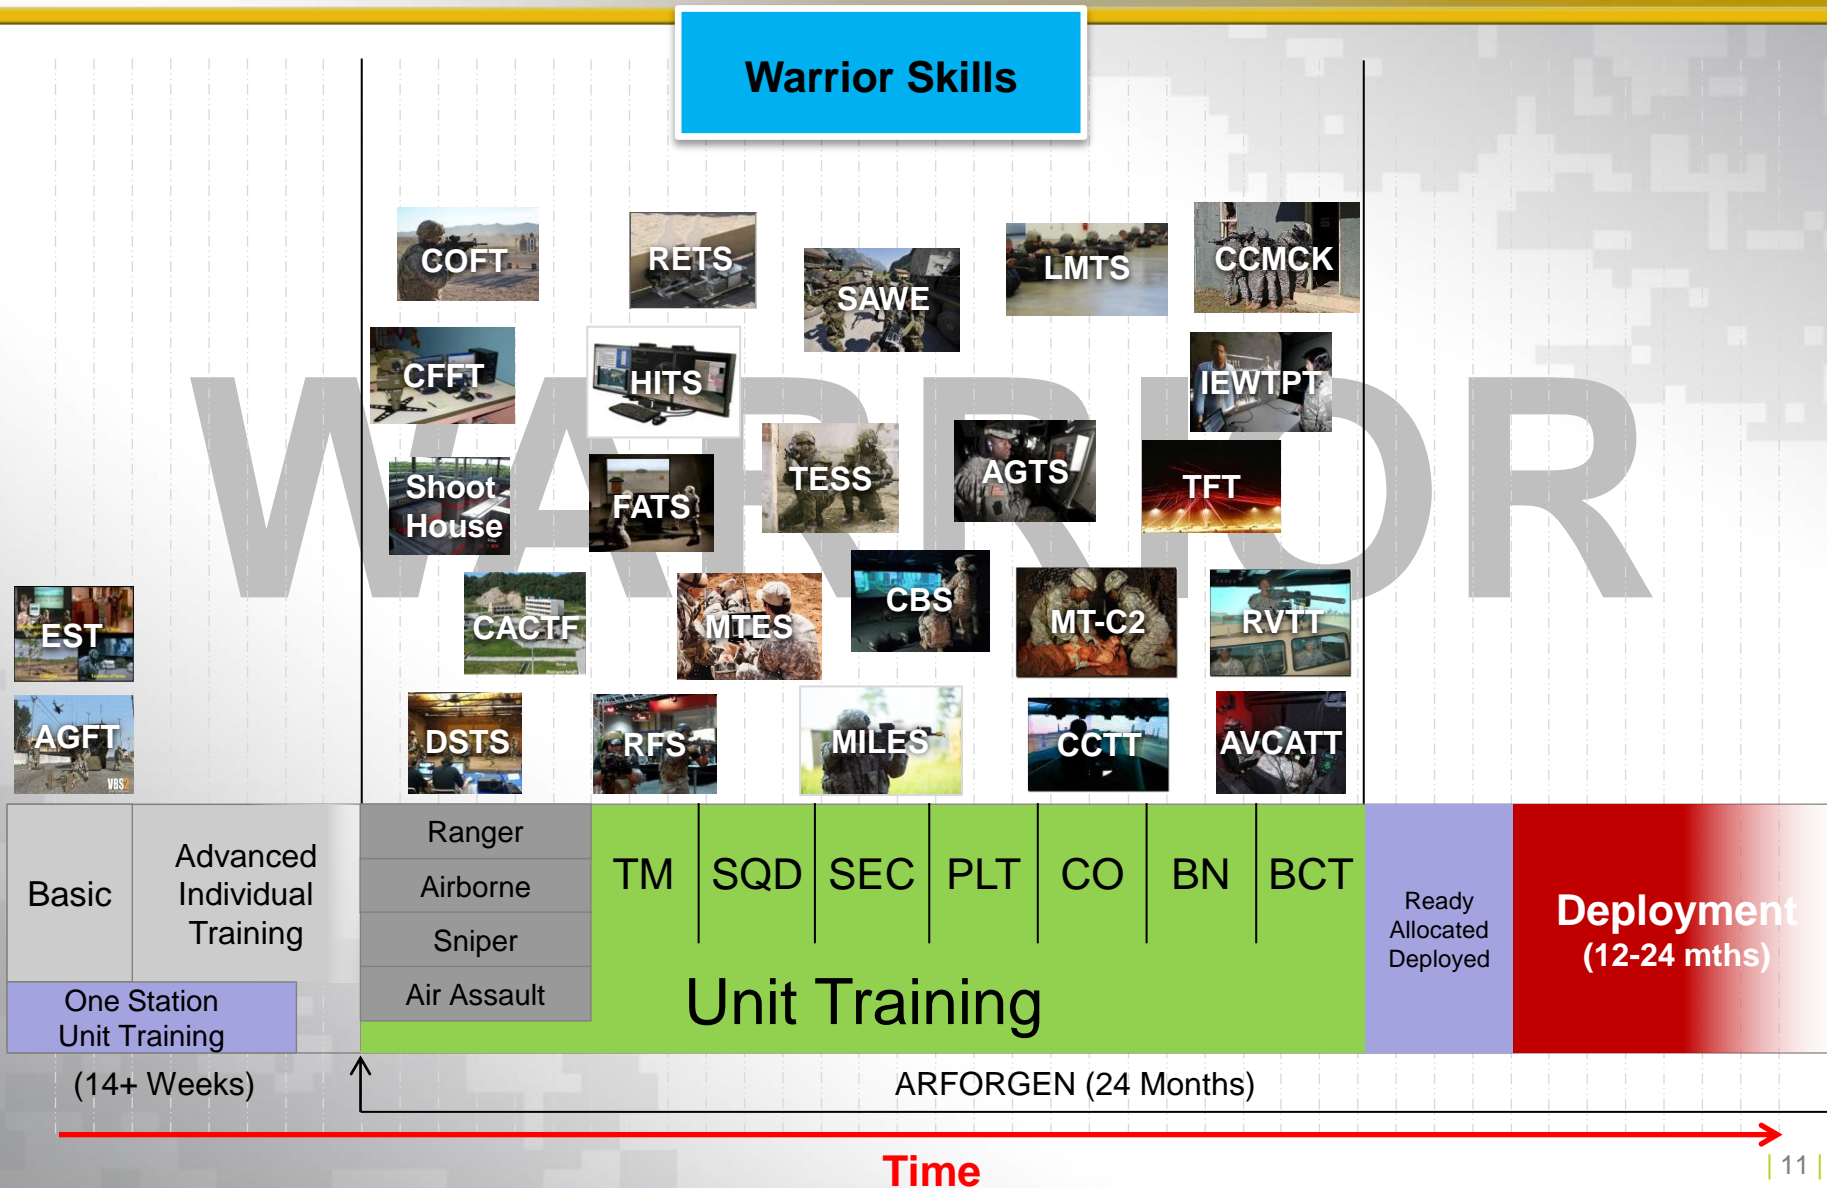 Warrior Skills
WARRIOR
COFT
RETS
SAWE
LMTS
CCMCK
CFFT
HITS
IEWTPT
Shoot
House
FATS
TESS
AGTS
TFT
EST
CACTF
MTES
CBS
MT-C2
RVTT
AGFT
VBS2
DSTS
RFS
MILES
CCTT
AVCATT
Basic
Advanced
Individual
Training
One Station
Unit Training
Ranger
Airborne
Sniper
Air Assault
TM
SQD
SEC
PLT
CO
BN
BCT
Unit Training
Ready
Allocated
Deployed
Deployment
(12-24 mths)
(14+ Weeks)
ARFORGEN (24 Months)
Time
| 11 |